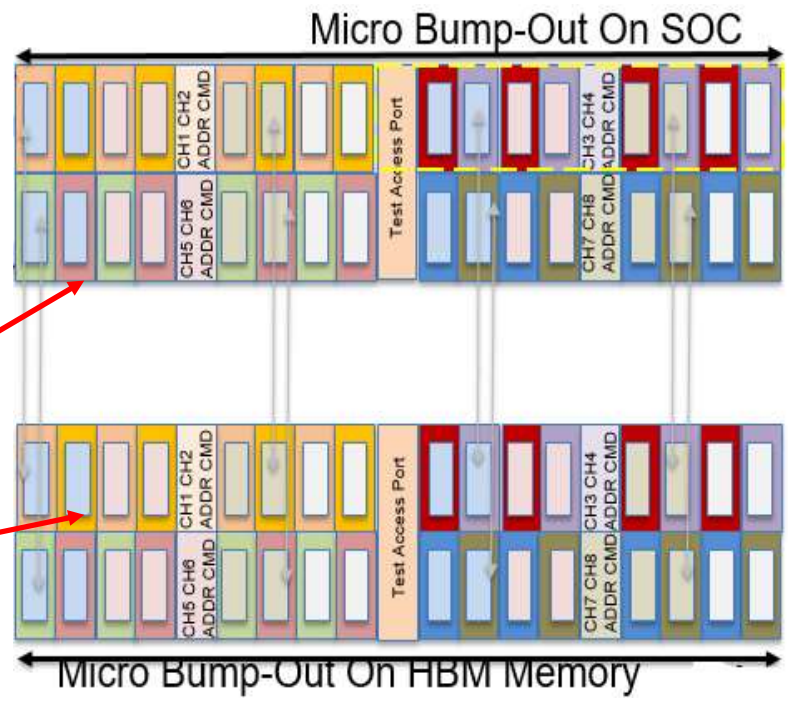 Micro Bump-Out On SOC
CH1 CH2
ADDR CMD
Test Access Port
CH3 CH4
ADDR CMD
CH5 CH6
ADDR CMD
CH7 CH8
ADDR CMD
CH1 CH2
ADDR CMD
Test Access Port
CH3 CH4
ADDR CMD
CH5 CH6
ADDR CMD
CH7 CH8
ADDR CMD
Micro Bump-Out On HBM Memory